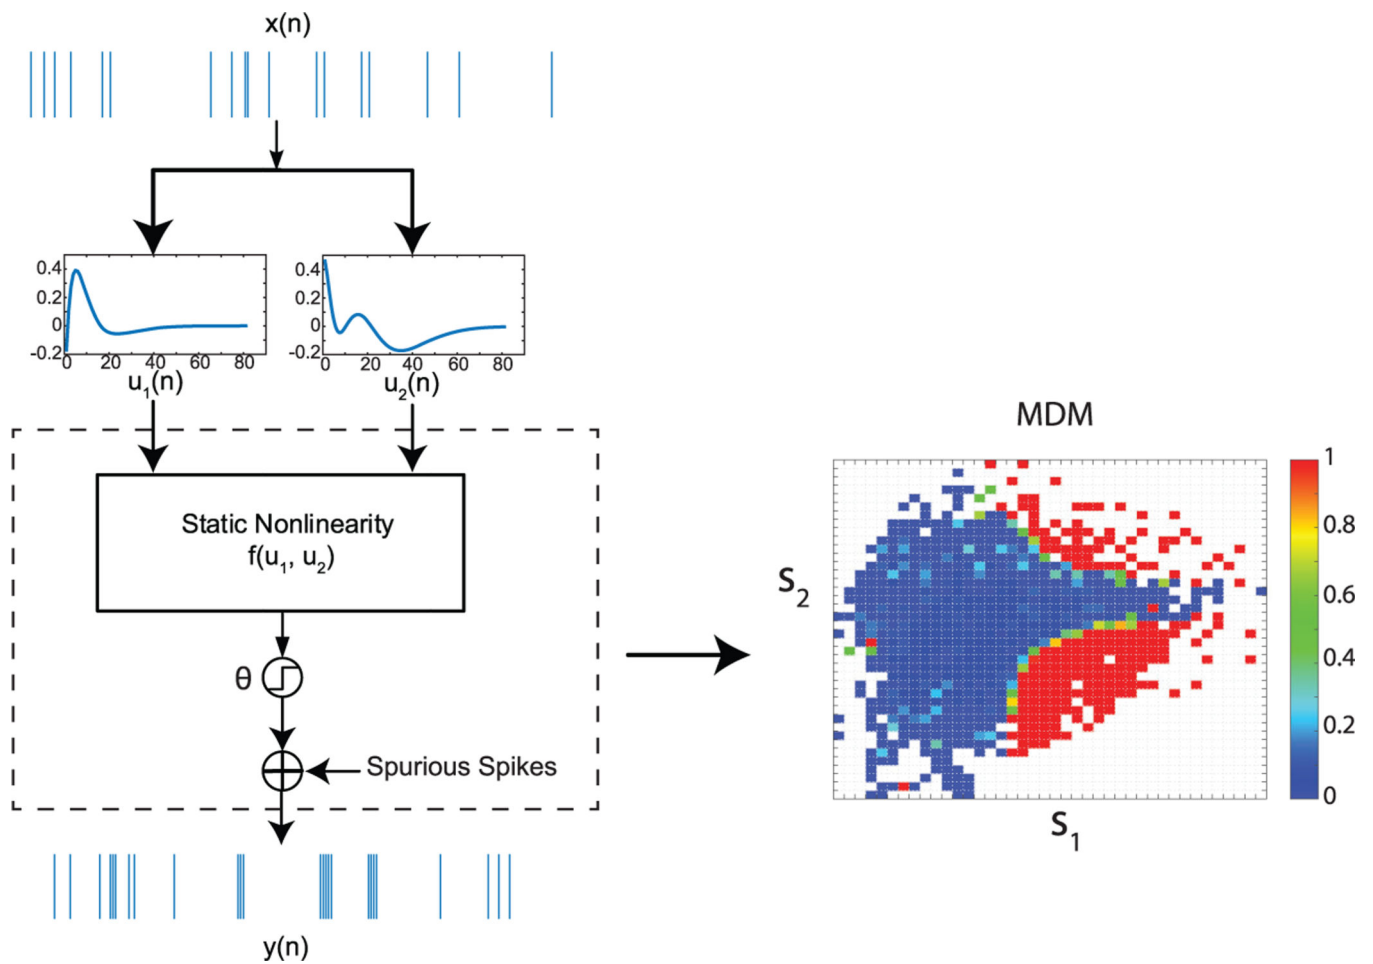 x(n)
0.4
0.2
0
-0.2
0 20 40 60 80
u1(n)
0.4
0.2
0
-0.2
0 20 40 60 80
u2(n)
Static Nonlinearity
f(u1, u2)
θ
Spurious Spikes
y(n)
MDM
S2
S1
1
0.8
0.6
0.4
0.2
0